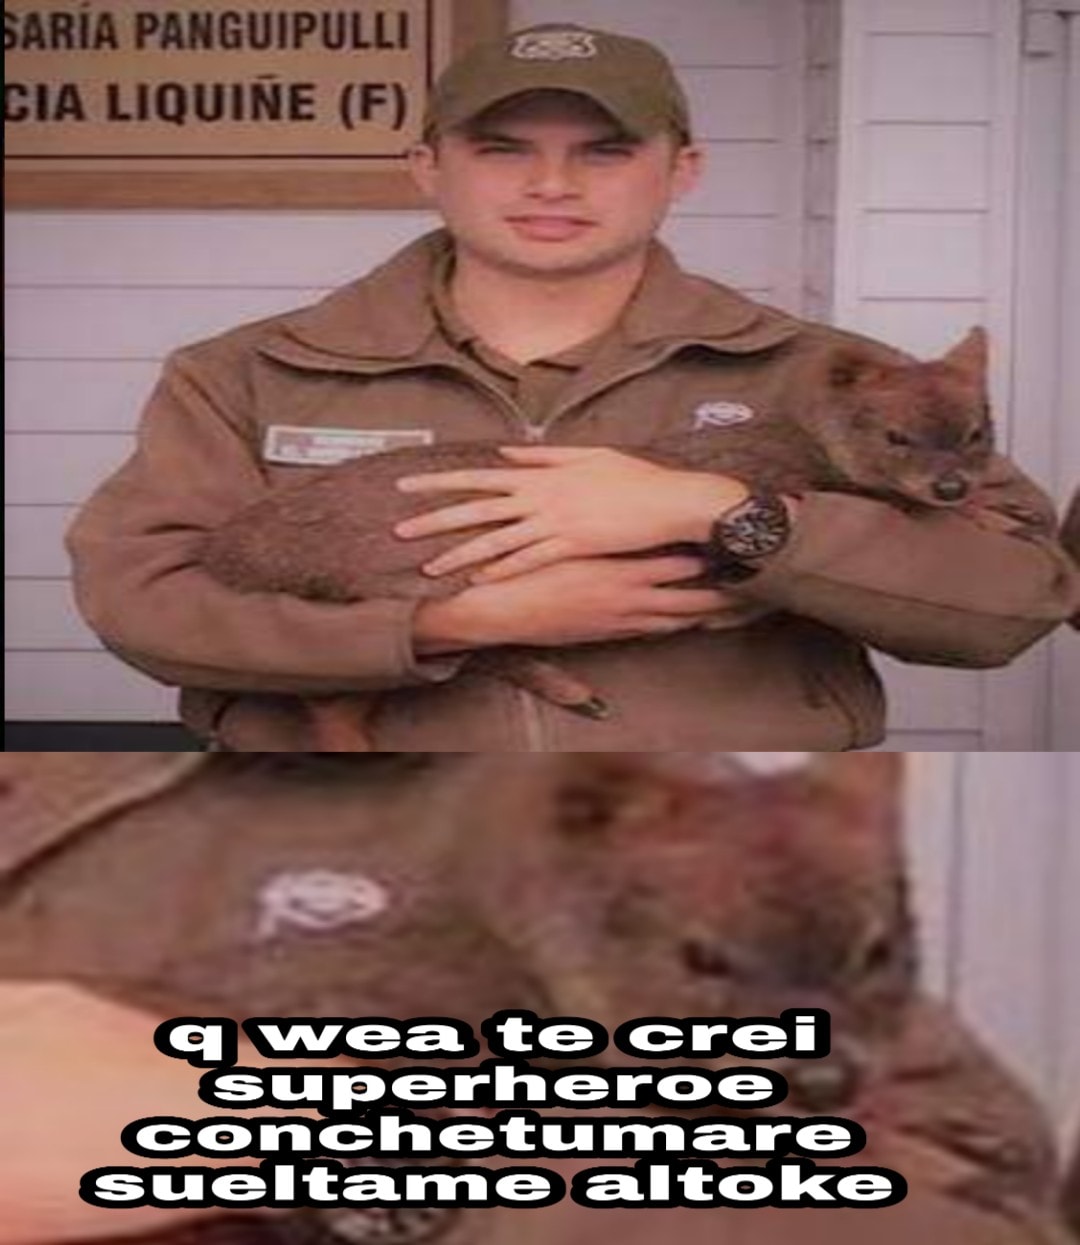 SARÍA PANGUIPULLI
CIA LIQUIÑE (F)
q wea te crei
superheroe
conchetumare
sueltame altoke